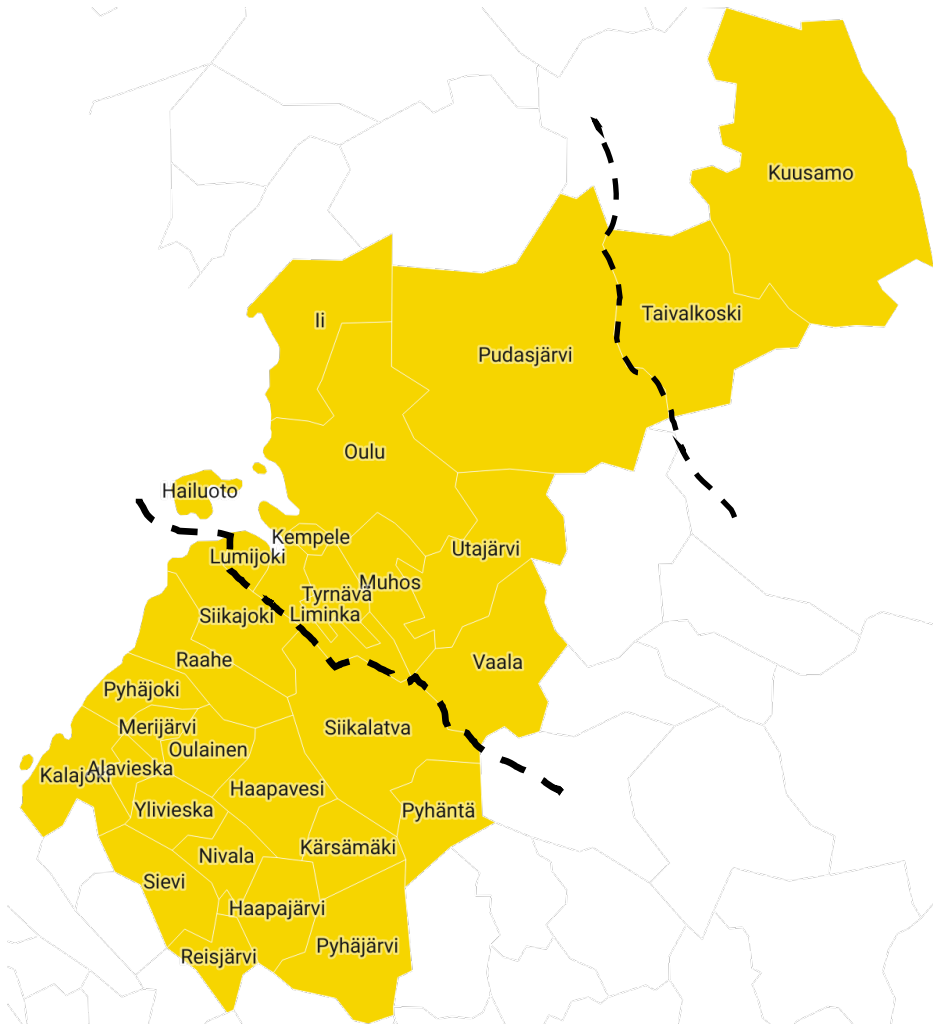 Kuusamo
Taivalkoski
Ii
Pudasjärvi
Oulu
Hailuoto
Kempele
Utajärvi
Lumijoki
Muhos
Tyrnävä
Liminka
Siikajoki
Raahe
Vaala
Pyhäjoki
Merijärvi
Siikalatva
Oulainen
Alavieska
Kalajoki
Haapavesi
Ylivieska
Pyhäntä
Kärsämäki
Nivala
Sievi
Haapajärvi
Pyhäjärvi
Reisjärvi